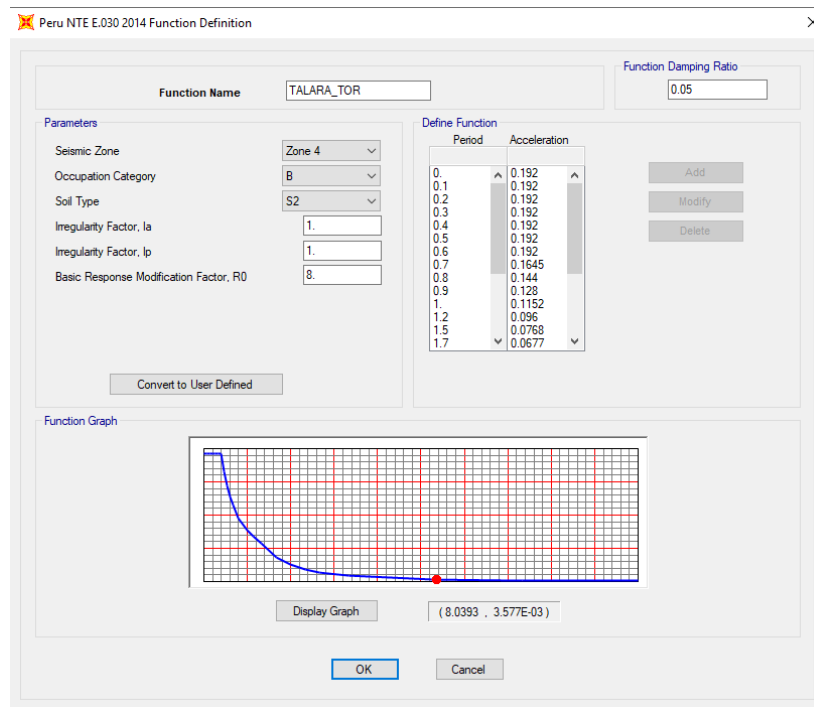 Peru NTE E.030 2014 Function Definition
Function Damping Ratio
Function Name TALARA_TOR 0.05
Parameters
Seismic Zone Zone 4
Occupation Category B
Soil Type S2
Irregularity Factor, Ia 1.
Irregularity Factor, Ip 1.
Basic Response Modification Factor, R0 8.
Convert to User Defined
Define Function
Period Acceleration
0. 0.192
0.1 0.192
0.2 0.192
0.3 0.192
0.4 0.192
0.5 0.192
0.6 0.192
0.7 0.1645
0.8 0.144
0.9 0.128
1. 0.1152
1.2 0.096
1.5 0.0768
1.7 0.0677
Add
Modify
Delete
Function Graph
Display Graph (8.0393 , 3.577E-03)
OK Cancel